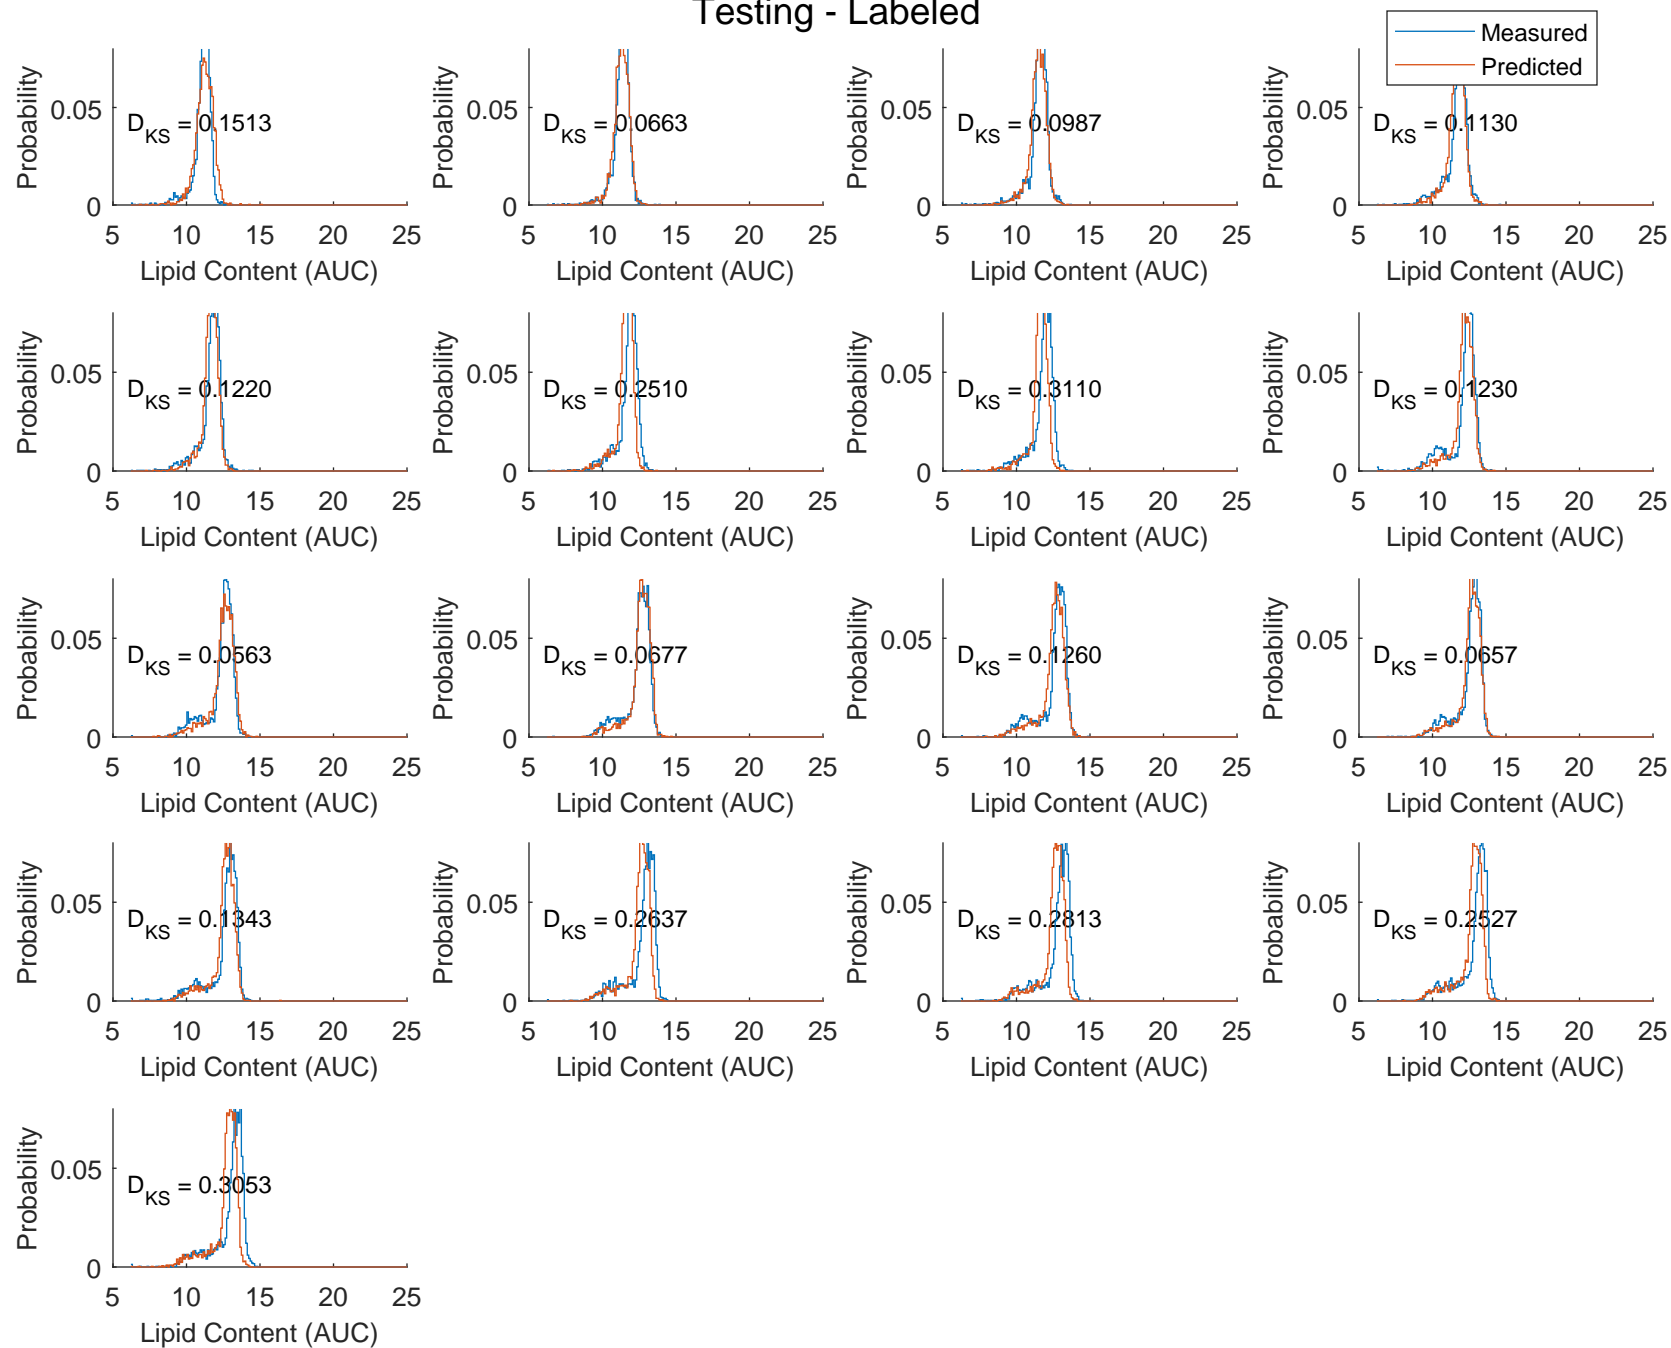 Testing - Labeled
Measured
Predicted
Probability
0.05
0
D_KS = 0.1513
5 10 15 20 25
Lipid Content (AUC)
Probability
0.05
0
D_KS = 0.0663
5 10 15 20 25
Lipid Content (AUC)
Probability
0.05
0
D_KS = 0.0987
5 10 15 20 25
Lipid Content (AUC)
Probability
0.05
0
D_KS = 0.1130
5 10 15 20 25
Lipid Content (AUC)
Probability
0.05
0
D_KS = 0.1220
5 10 15 20 25
Lipid Content (AUC)
Probability
0.05
0
D_KS = 0.2510
5 10 15 20 25
Lipid Content (AUC)
Probability
0.05
0
D_KS = 0.3110
5 10 15 20 25
Lipid Content (AUC)
Probability
0.05
0
D_KS = 0.1230
5 10 15 20 25
Lipid Content (AUC)
Probability
0.05
0
D_KS = 0.0563
5 10 15 20 25
Lipid Content (AUC)
Probability
0.05
0
D_KS = 0.0677
5 10 15 20 25
Lipid Content (AUC)
Probability
0.05
0
D_KS = 0.1260
5 10 15 20 25
Lipid Content (AUC)
Probability
0.05
0
D_KS = 0.0657
5 10 15 20 25
Lipid Content (AUC)
Probability
0.05
0
D_KS = 0.1343
5 10 15 20 25
Lipid Content (AUC)
Probability
0.05
0
D_KS = 0.2637
5 10 15 20 25
Lipid Content (AUC)
Probability
0.05
0
D_KS = 0.2813
5 10 15 20 25
Lipid Content (AUC)
Probability
0.05
0
D_KS = 0.2527
5 10 15 20 25
Lipid Content (AUC)
Probability
0.05
0
D_KS = 0.3053
5 10 15 20 25
Lipid Content (AUC)